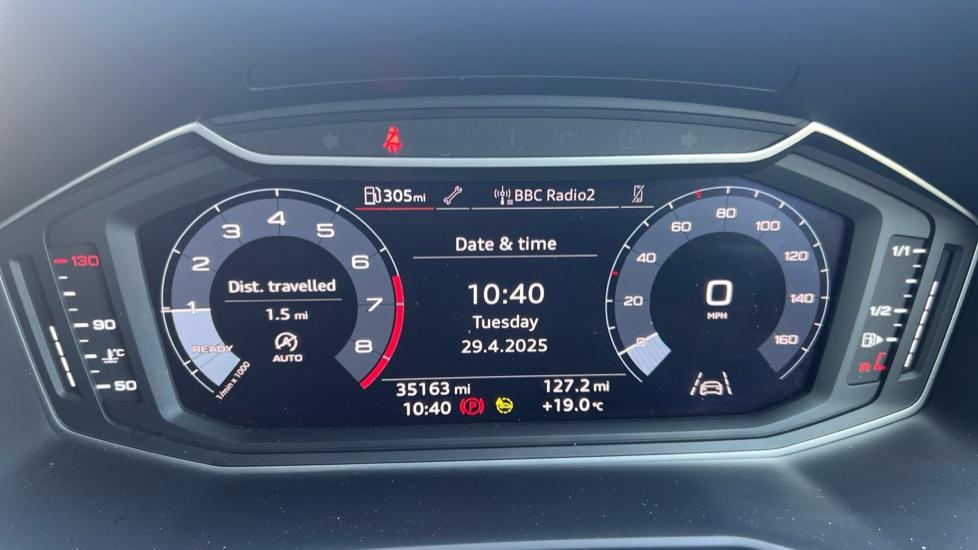 305mi
BBC Radio2
Date & time
10:40
Tuesday
29.4.2025
35163 mi
127.2 mi
10:40
P
+19.0 °C
Dist. travelled
1.5 mi
AUTO
1
2
3
4
5
6
7
8
READY
1/min x 1000
0
20
40
60
80
100
120
140
160
0
MPH
130
90
°C
50
1/1
1/2
R